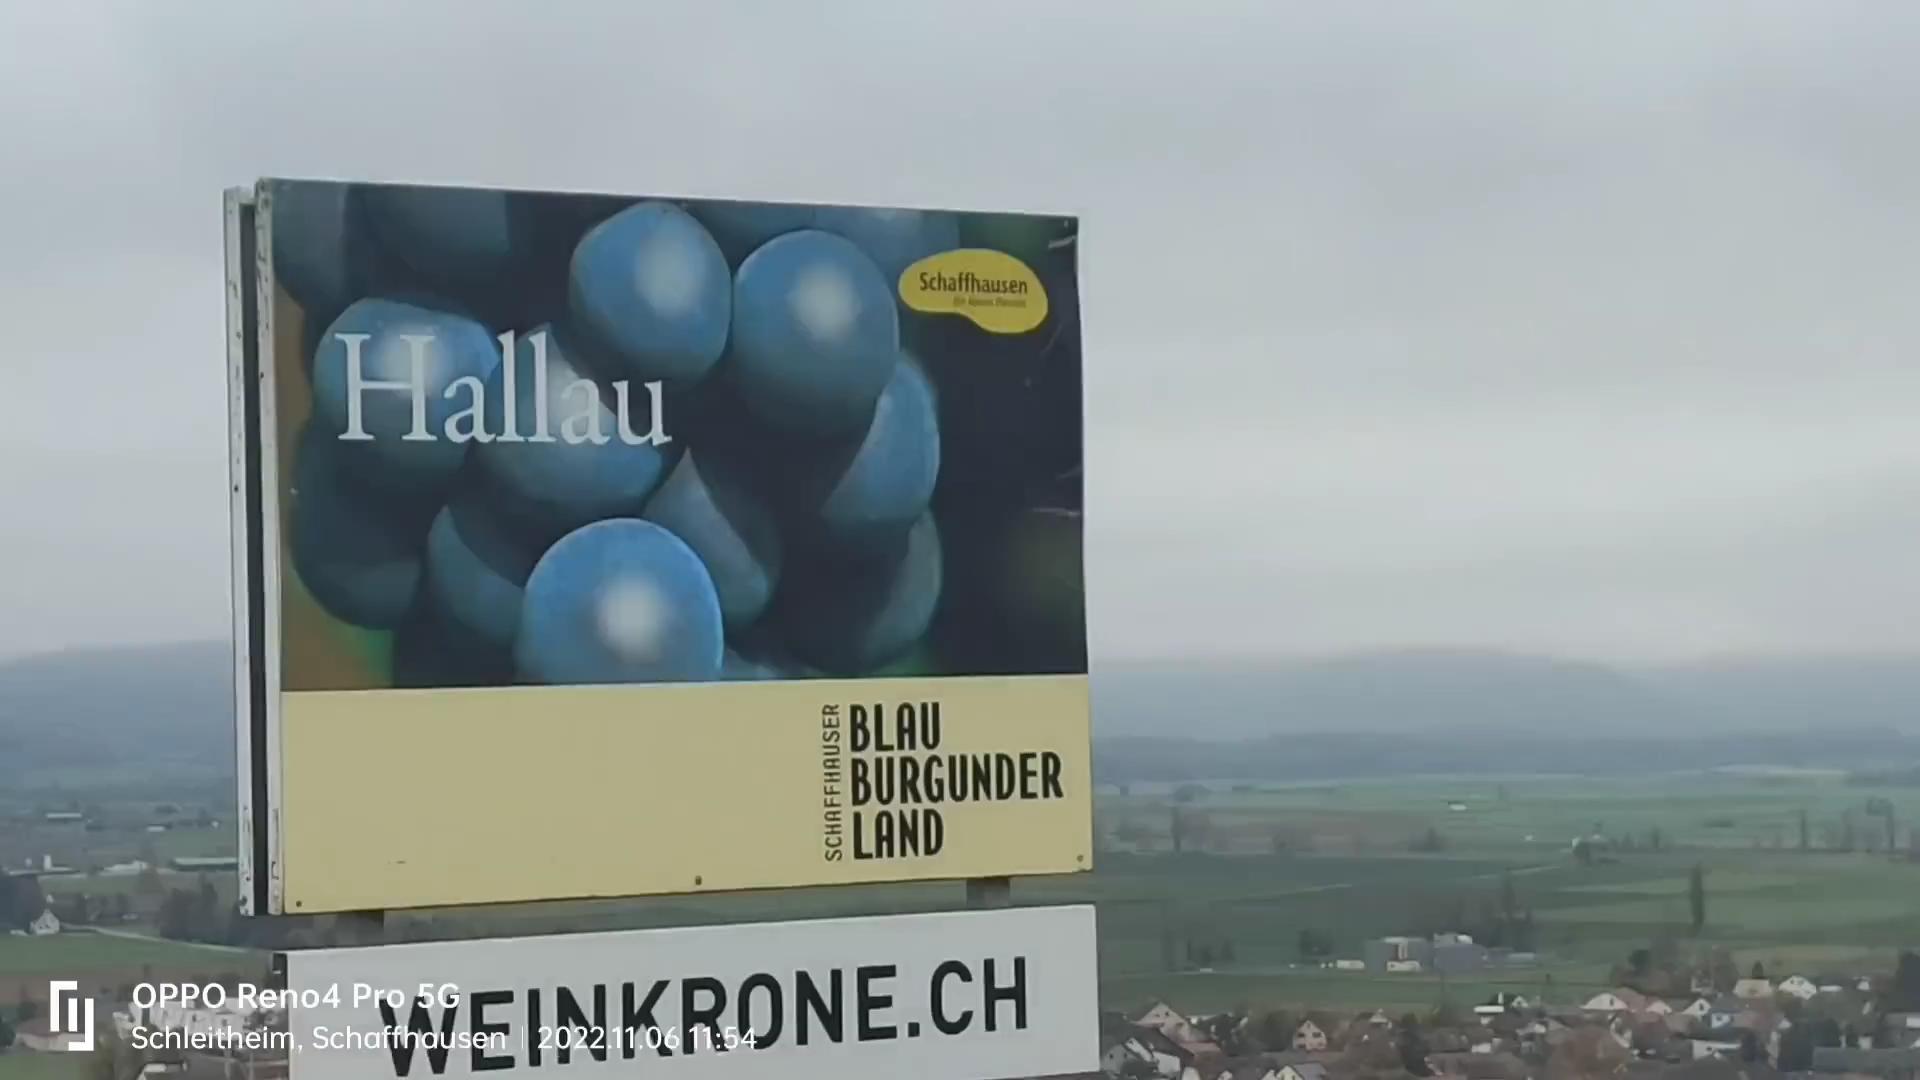 Schaffhausen
Hallau
SCHAFFHAUSER
BLAU
BURGUNDER
LAND
WEINKRONE.CH
OPPO Reno4 Pro 5G
Schleitheim, Schaffhausen | 2022.11.06 11:54